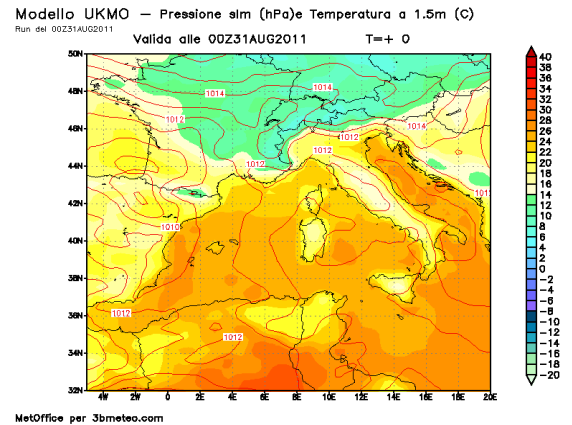 Modello UKMO – Pressione slm (hPa)e Temperatura a 1.5m (C)
Run del 00Z31AUG2011
Valida alle 00Z31AUG2011 T=+ 0
50N
48N
46N
44N
42N
40N
38N
36N
34N
32N
4W 2W 0 2E 4E 6E 8E 10E 12E 14E 16E 18E 20E
1014 1014
1012 1014
1012
1012
1012
101
1010
1012
1012
40
38
36
34
32
30
28
26
24
22
20
18
16
14
12
10
8
6
4
2
0
−2
−4
−6
−8
−10
−12
−14
−16
−18
−20
MetOffice per 3bmeteo.com